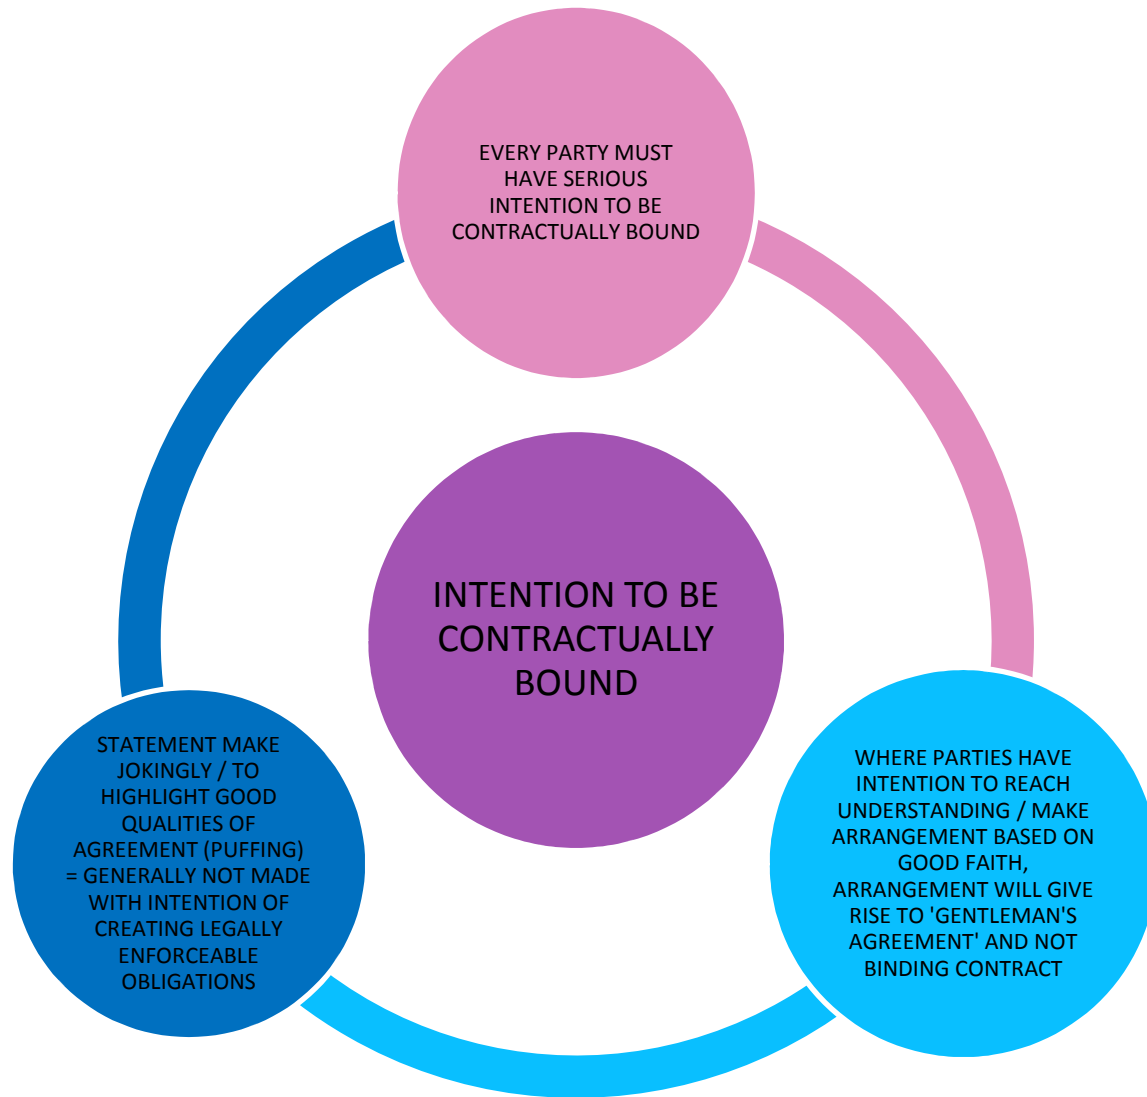 EVERY PARTY MUST
HAVE SERIOUS
INTENTION TO BE
CONTRACTUALLY BOUND
INTENTION TO BE
CONTRACTUALLY
BOUND
WHERE PARTIES HAVE
INTENTION TO REACH
UNDERSTANDING / MAKE
ARRANGEMENT BASED ON
GOOD FAITH,
ARRANGEMENT WILL GIVE
RISE TO 'GENTLEMAN'S
AGREEMENT' AND NOT
BINDING CONTRACT
STATEMENT MAKE
JOKINGLY / TO
HIGHLIGHT GOOD
QUALITIES OF
AGREEMENT (PUFFING)
= GENERALLY NOT MADE
WITH INTENTION OF
CREATING LEGALLY
ENFORCEABLE
OBLIGATIONS